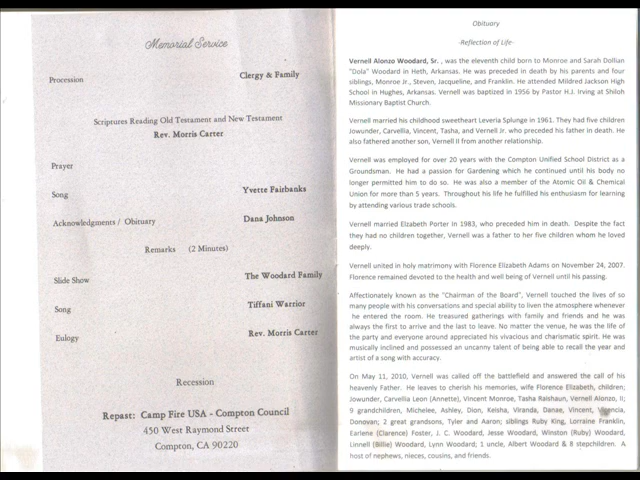 Memorial Service
Procession
Clergy & Family
Scriptures Reading Old Testament and New Testament
Rev. Morris Carter
Prayer
Song
Yvette Fairbanks
Acknowledgments / Obituary
Dana Johnson
Remarks (2 Minutes)
Slide Show
The Woodard Family
Song
Tiffani Warrior
Eulogy
Rev. Morris Carter
Recession
Repast: Camp Fire USA - Compton Council
450 West Raymond Street
Compton, CA 90220
Obituary
-Reflection of Life-
Vernell Alonzo Woodard, Sr. , was the eleventh child born to Monroe and Sarah Dollian
"Dola" Woodard in Heth, Arkansas. He was preceded in death by his parents and four
siblings, Monroe Jr., Steven, Jacqueline, and Franklin. He attended Mildred Jackson High
School in Hughes, Arkansas. Vernell was baptized in 1956 by Pastor H.J. Irving at Shiloh
Missionary Baptist Church.
Vernell married his childhood sweetheart Leveria Splunge in 1961. They had five children
Jowunder, Carvellia, Vincent, Tasha, and Vernell Jr. who preceded his father in death. He
also fathered another son, Vernell II from another relationship.
Vernell was employed for over 20 years with the Compton Unified School District as a
Groundsman. He had a passion for Gardening which he continued until his body no
longer permitted him to do so. He was also a member of the Atomic Oil & Chemical
Union for more than 5 years. Throughout his life he fulfilled his enthusiasm for learning
by attending various trade schools.
Vernell married Elzabeth Porter in 1983, who preceded him in death. Despite the fact
they had no children together, Vernell was a father to her five children whom he loved
deeply.
Vernell united in holy matrimony with Florence Elizabeth Adams on November 24, 2007.
Florence remained devoted to the health and well being of Vernell until his passing.
Affectionately known as the "Chairman of the Board", Vernell touched the lives of so
many people with his conversations and special ability to liven the atmosphere whenever
he entered the room. He treasured gatherings with family and friends and he was
always the first to arrive and the last to leave. No matter the venue, he was the life of
the party and everyone around appreciated his vivacious and charismatic spirit. He was
musically inclined and possessed an uncanny talent of being able to recall the year and
artist of a song with accuracy.
On May 11, 2010, Vernell was called off the battlefield and answered the call of his
heavenly Father. He leaves to cherish his memories, wife Florence Elizabeth, children;
Jowunder, Carvellia Leon (Annette), Vincent Monroe, Tasha Raishaun, Vernell Alonzo, II;
9 grandchildren, Michelee, Ashley, Dion, Keisha, Viranda, Danae, Vincent,
Donovan; 2 great grandsons, Tyler and Aaron; siblings Ruby King, Lorraine Franklin,
Earlene (Clarence) Foster, J. C. Woodard, Jesse Woodard, Winston (Ruby) Woodard,
Linnell (Billie) Woodard, Lynn Woodard; 1 uncle, Albert Woodard & 8 stepchildren. A
host of nephews, nieces, cousins, and friends.